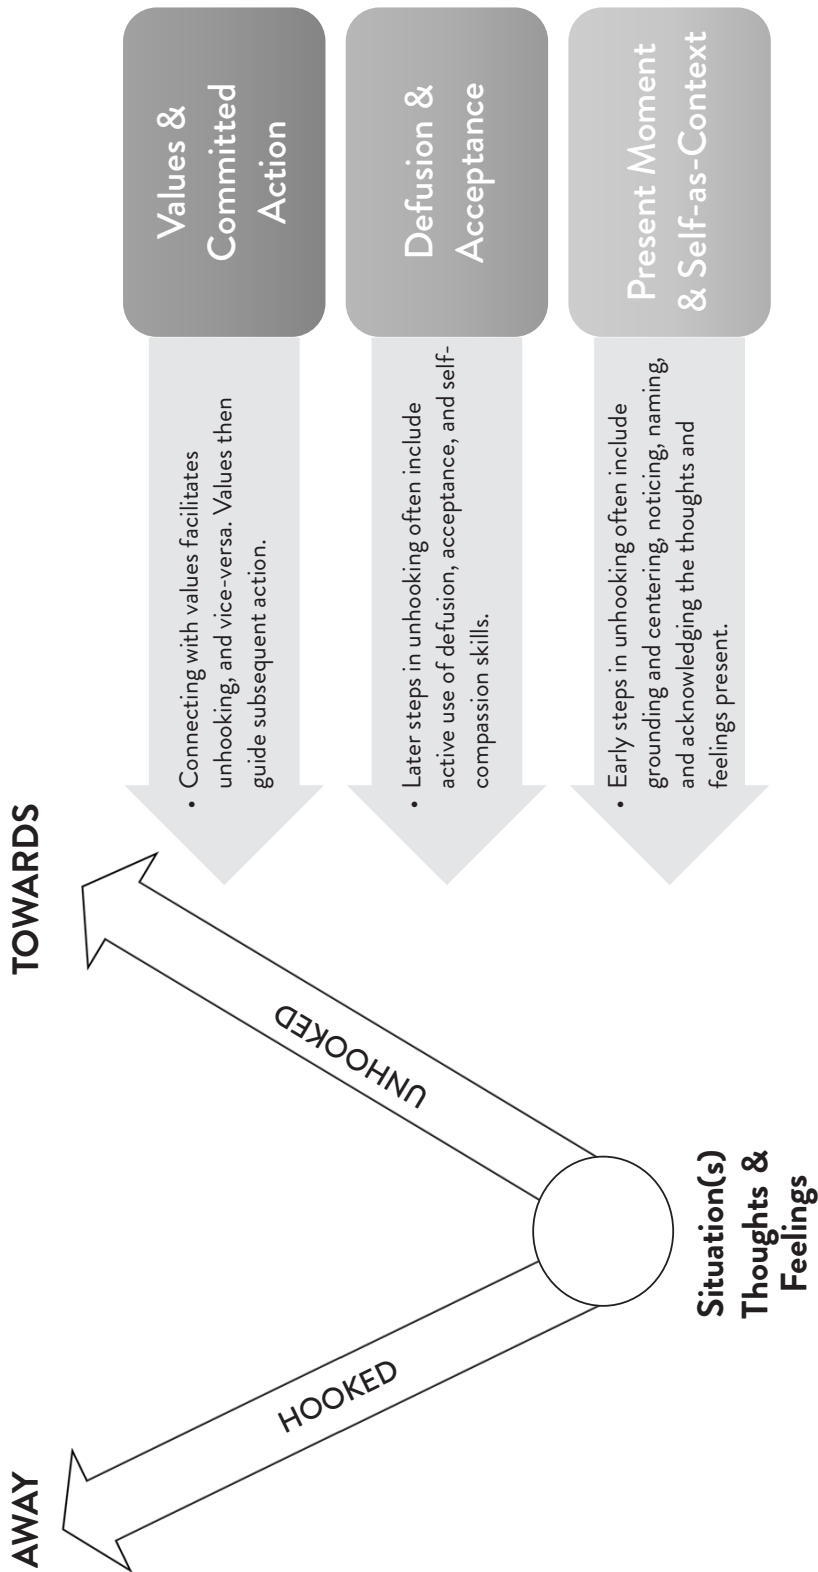 AWAY
TOWARDS
HOOKED
UNHOOKED
Situation(s)
Thoughts &
Feelings
• Connecting with values facilitates
unhooking, and vice-versa. Values then
guide subsequent action.
Values &
Committed
Action
• Later steps in unhooking often include
active use of defusion, acceptance, and self-
compassion skills.
Defusion &
Acceptance
• Early steps in unhooking often include
grounding and centering, noticing, naming,
and acknowledging the thoughts and
feelings present.
Present Moment
& Self-as-Context